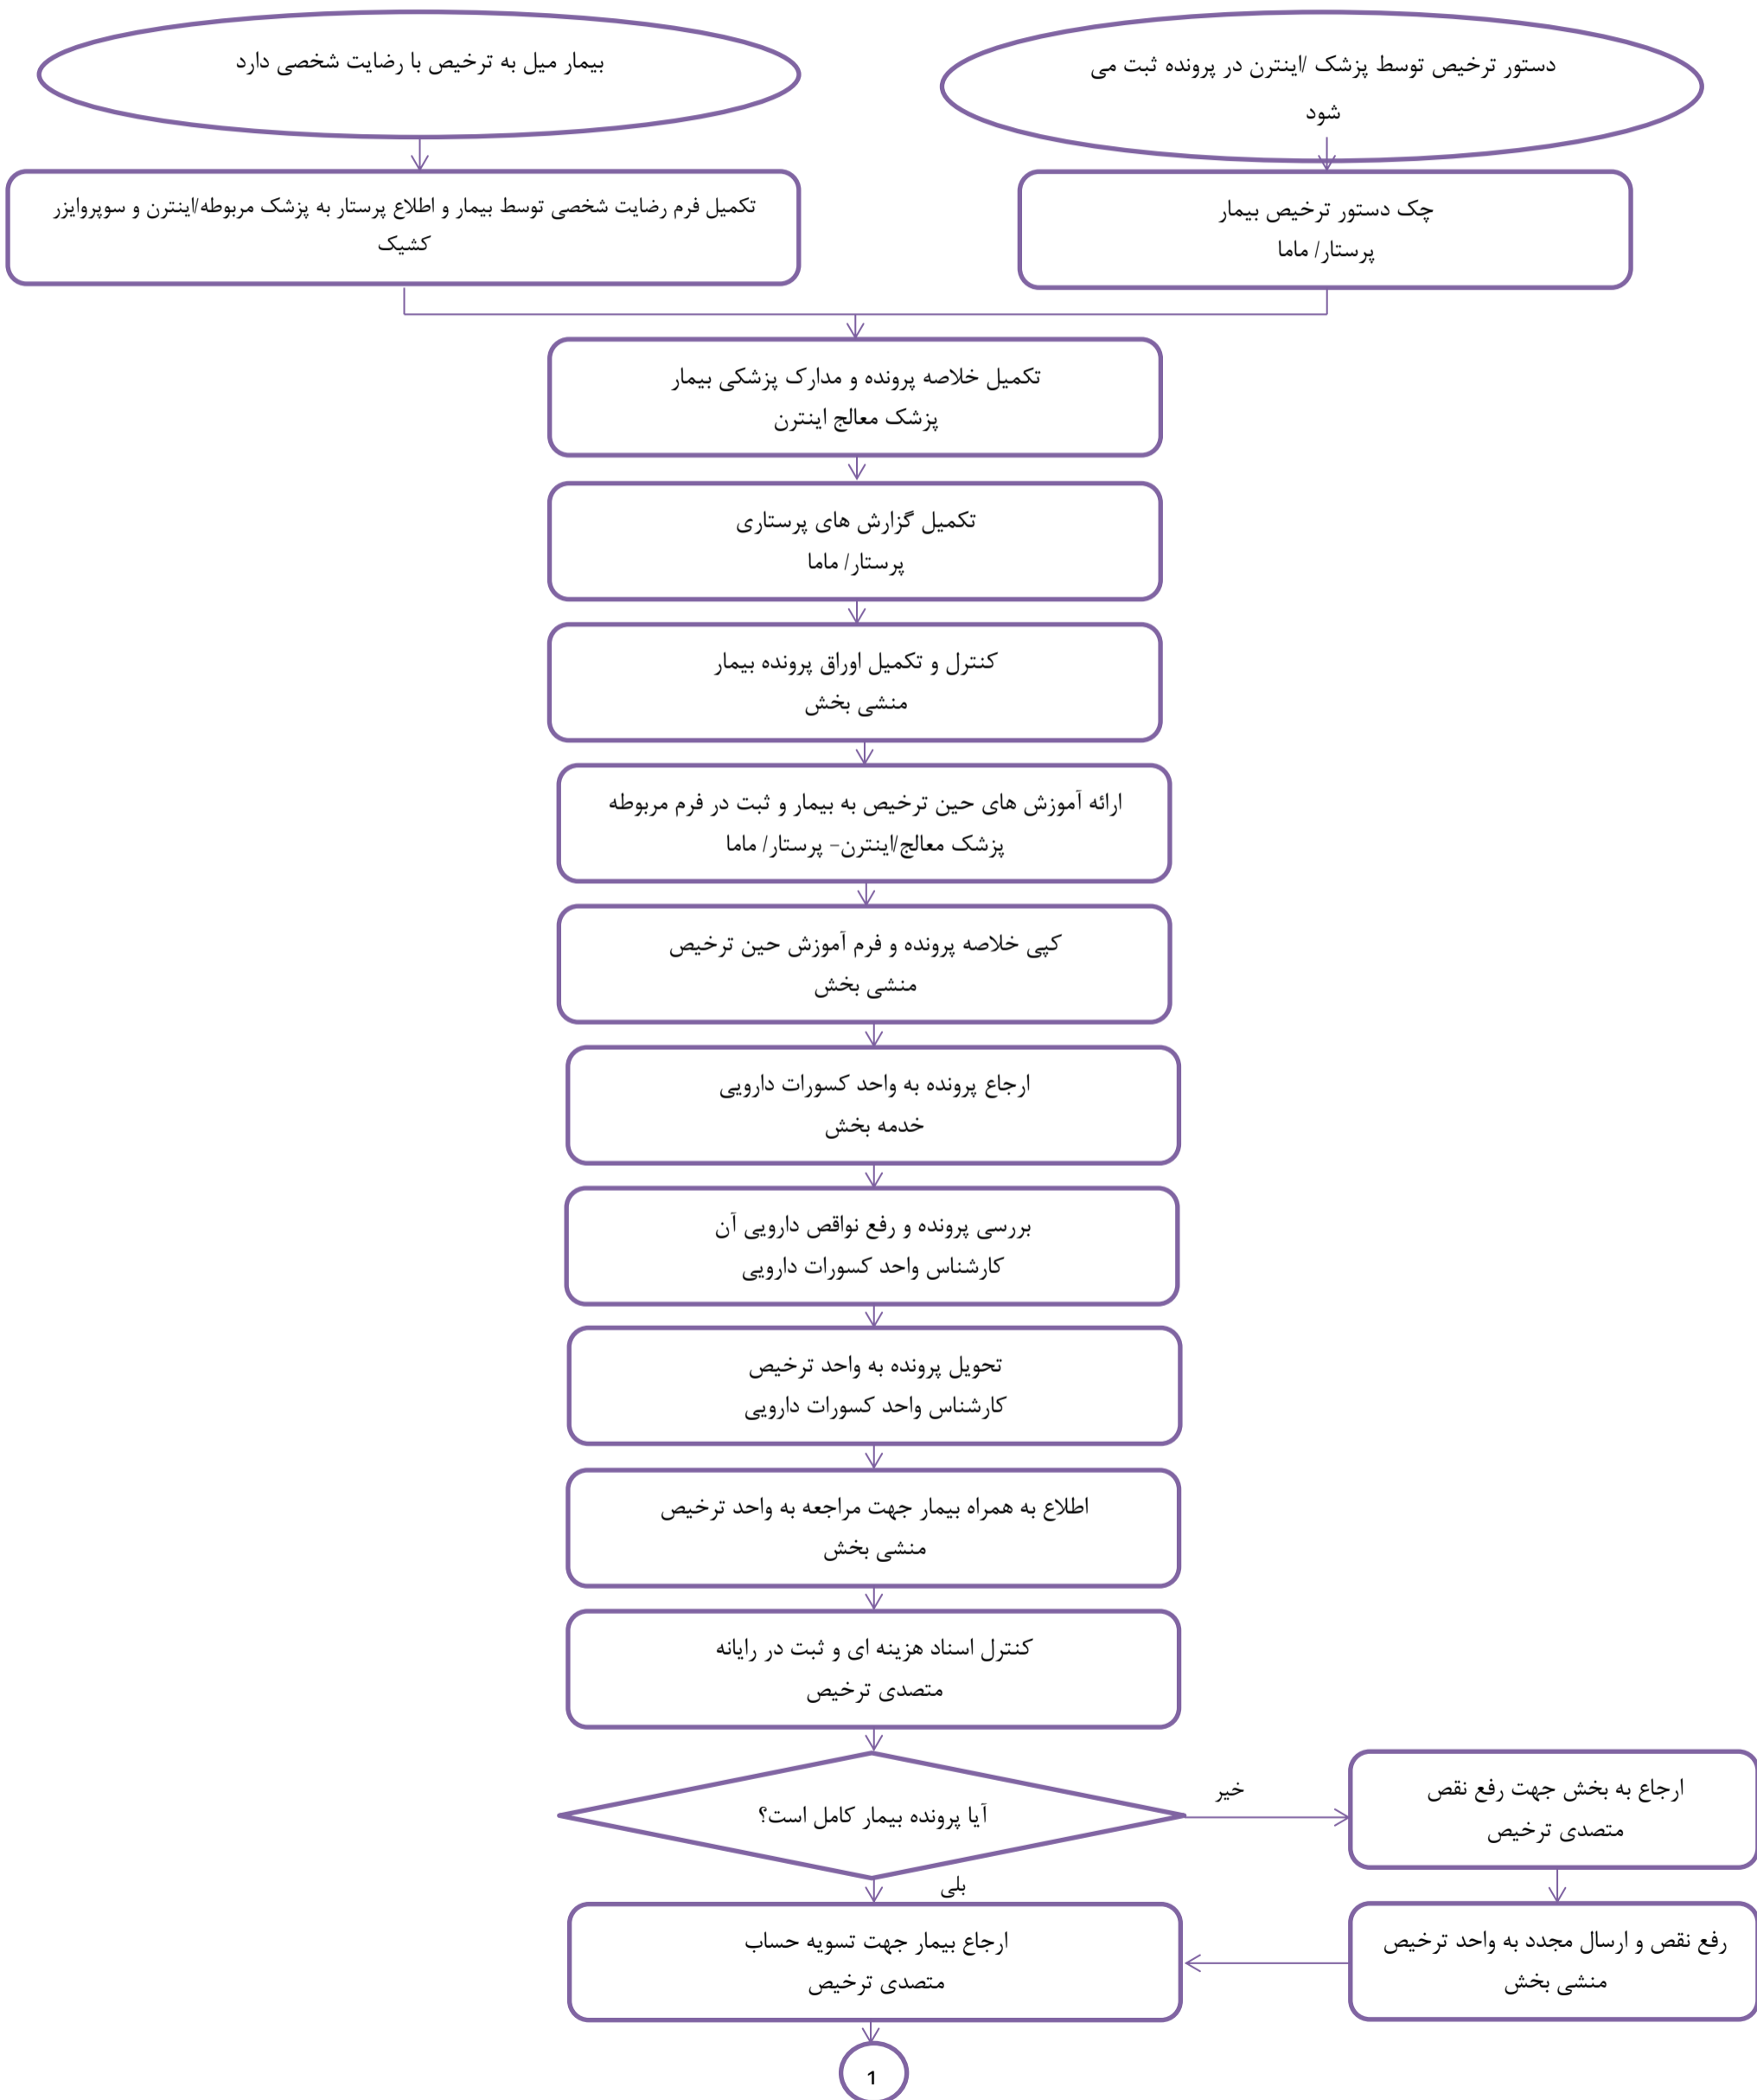 دستور ترخیص توسط پزشک /اینترن در پرونده ثبت می
شود
بیمار میل به ترخیص با رضایت شخصی دارد
چک دستور ترخیص بیمار
پرستار/ ماما
تکمیل فرم رضایت شخصی توسط بیمار و اطلاع پرستار به پزشک مربوطه/اینترن و سوپروایزر
کشیک
تکمیل خلاصه پرونده و مدارک پزشکی بیمار
پزشک معالج اینترن
تکمیل گزارش های پرستاری
پرستار/ ماما
کنترل و تکمیل اوراق پرونده بیمار
منشی بخش
ارائه آموزش های حین ترخیص به بیمار و ثبت در فرم مربوطه
پزشک معالج/اینترن- پرستار/ ماما
کپی خلاصه پرونده و فرم آموزش حین ترخیص
منشی بخش
ارجاع پرونده به واحد کسورات دارویی
خدمه بخش
بررسی پرونده و رفع نواقص دارویی آن
کارشناس واحد کسورات دارویی
تحویل پرونده به واحد ترخیص
کارشناس واحد کسورات دارویی
اطلاع به همراه بیمار جهت مراجعه به واحد ترخیص
منشی بخش
کنترل اسناد هزینه ای و ثبت در رایانه
متصدی ترخیص
آیا پرونده بیمار کامل است؟
خیر
ارجاع به بخش جهت رفع نقص
متصدی ترخیص
بلی
رفع نقص و ارسال مجدد به واحد ترخیص
منشی بخش
ارجاع بیمار جهت تسویه حساب
متصدی ترخیص
1